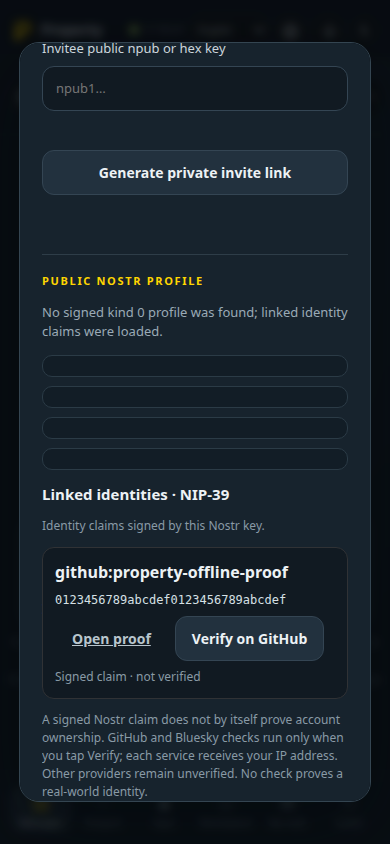 Invitee public npub or hex key
npub1...
Generate private invite link
PUBLIC NOSTR PROFILE
No signed kind 0 profile was found; linked identity
claims were loaded.
Linked identities · NIP-39
Identity claims signed by this Nostr key.
github:property-offline-proof
0123456789abcdef0123456789abcdef
Open proof
Verify on GitHub
Signed claim · not verified
A signed Nostr claim does not by itself prove account
ownership. GitHub and Bluesky checks run only when
you tap Verify; each service receives your IP address.
Other providers remain unverified. No check proves a
real-world identity.